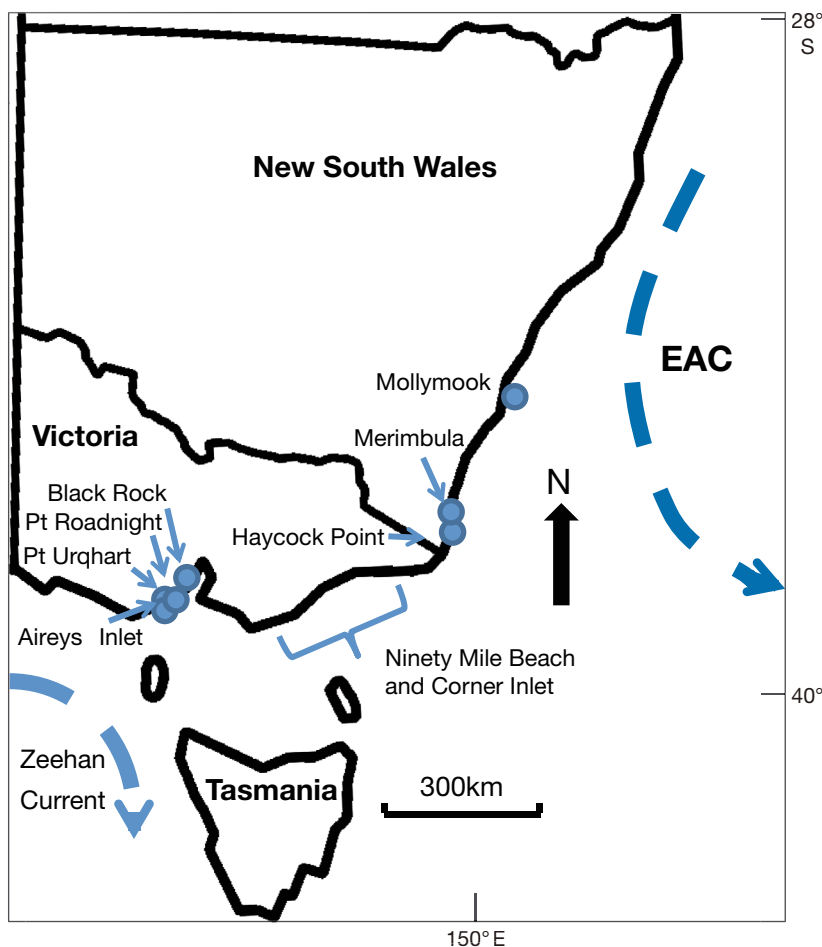 28°
S
New South Wales
EAC
Mollymook
Merimbula
Victoria
N
Black Rock
Pt Roadnight
Haycock Point
Pt Urqhart
Aireys Inlet
Ninety Mile Beach
and Corner Inlet
40°
Zeehan
Current
Tasmania
300km
150°E